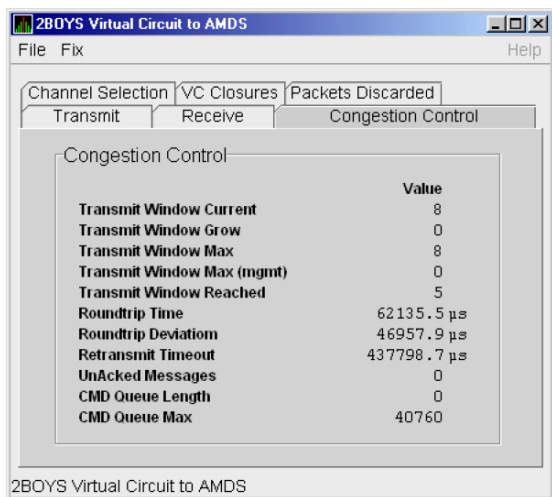 2BOYS Virtual Circuit to AMDS
File Fix Help
Channel Selection VC Closures Packets Discarded
Transmit Receive Congestion Control
Congestion Control
Value
Transmit Window Current 8
Transmit Window Grow 0
Transmit Window Max 8
Transmit Window Max (mgmt) 0
Transmit Window Reached 5
Roundtrip Time 62135.5 µs
Roundtrip Deviatiom 46957.9 µs
Retransmit Timeout 437798.7 µs
UnAcked Messages 0
CMD Queue Length 0
CMD Queue Max 40760
2BOYS Virtual Circuit to AMDS